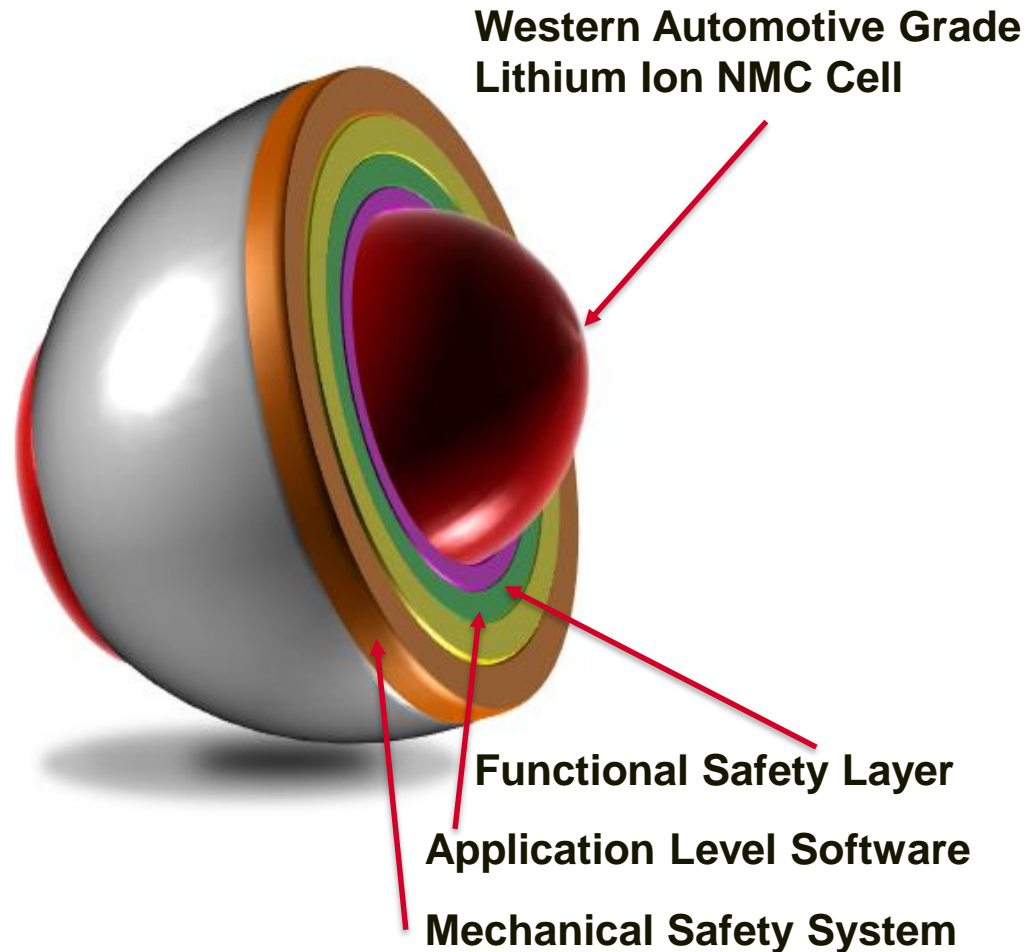 Western Automotive Grade
Lithium Ion NMC Cell
Functional Safety Layer
Application Level Software
Mechanical Safety System